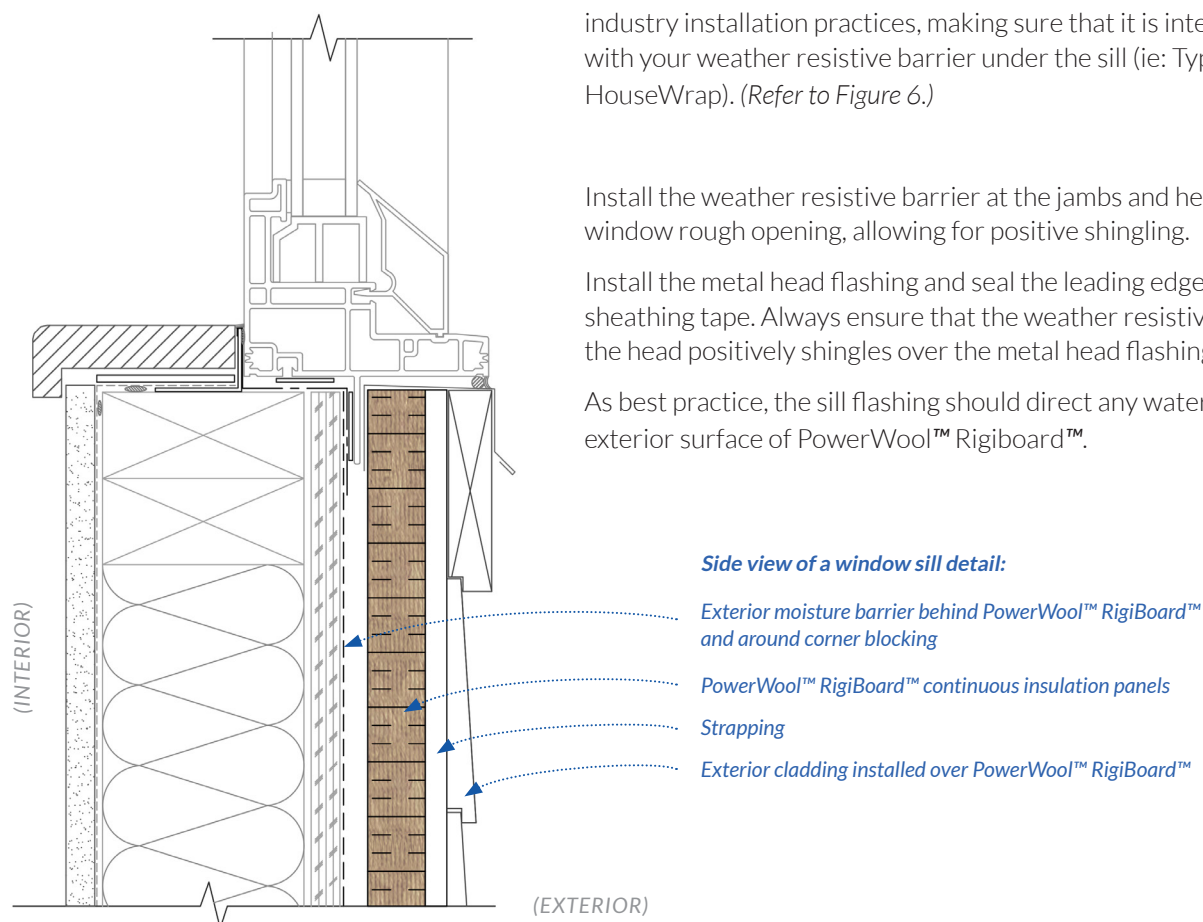 industry installation practices, making sure that it is inte
with your weather resistive barrier under the sill (ie: Typ
HouseWrap). (Refer to Figure 6.)
Install the weather resistive barrier at the jambs and he
window rough opening, allowing for positive shingling.
Install the metal head flashing and seal the leading edge
sheathing tape. Always ensure that the weather resistiv
the head positively shingles over the metal head flashing
As best practice, the sill flashing should direct any water
exterior surface of PowerWool™ Rigiboard™.
Side view of a window sill detail:
Exterior moisture barrier behind PowerWool™ RigiBoard™
and around corner blocking
PowerWool™ RigiBoard™ continuous insulation panels
Strapping
Exterior cladding installed over PowerWool™ RigiBoard™
(INTERIOR)
(EXTERIOR)